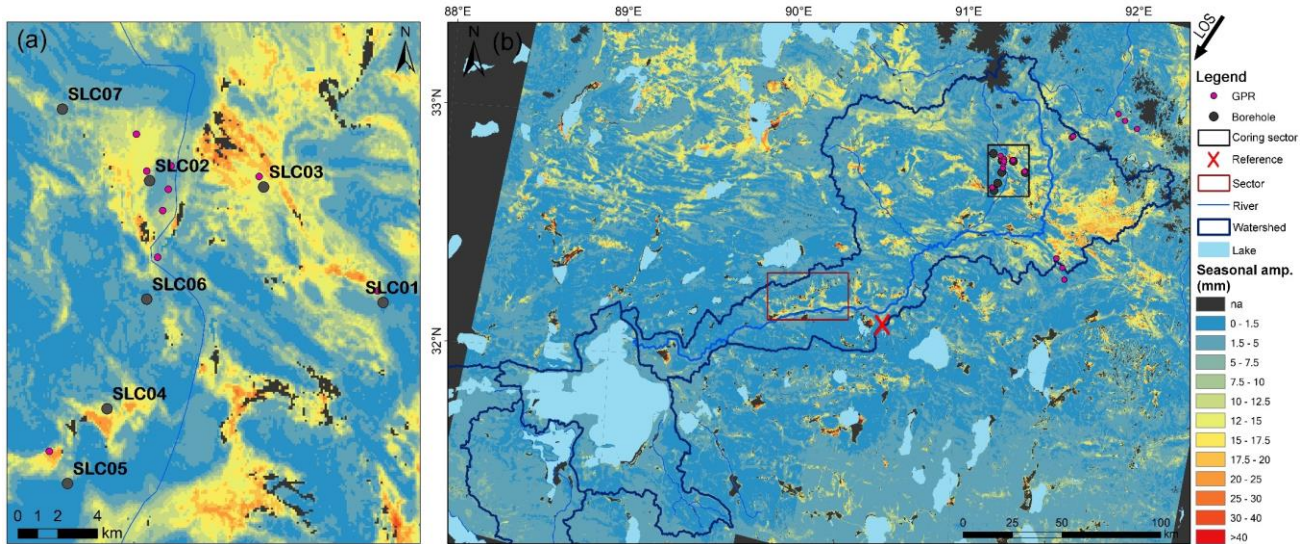 (a)
N
SLC07
SLC02
SLC03
SLC01
SLC06
SLC04
SLC05
0 1 2 4
km
88°E 89°E 90°E 91°E 92°E
(b)
N
33°N
32°N
0 25 50 100
km
LOS
Legend
GPR
Borehole
Coring sector
Reference
Sector
River
Watershed
Lake
Seasonal amp.
(mm)
na
0 - 1.5
1.5 - 5
5 - 7.5
7.5 - 10
10 - 12.5
12 - 15
15 - 17.5
17.5 - 20
20 - 25
25 - 30
30 - 40
>40